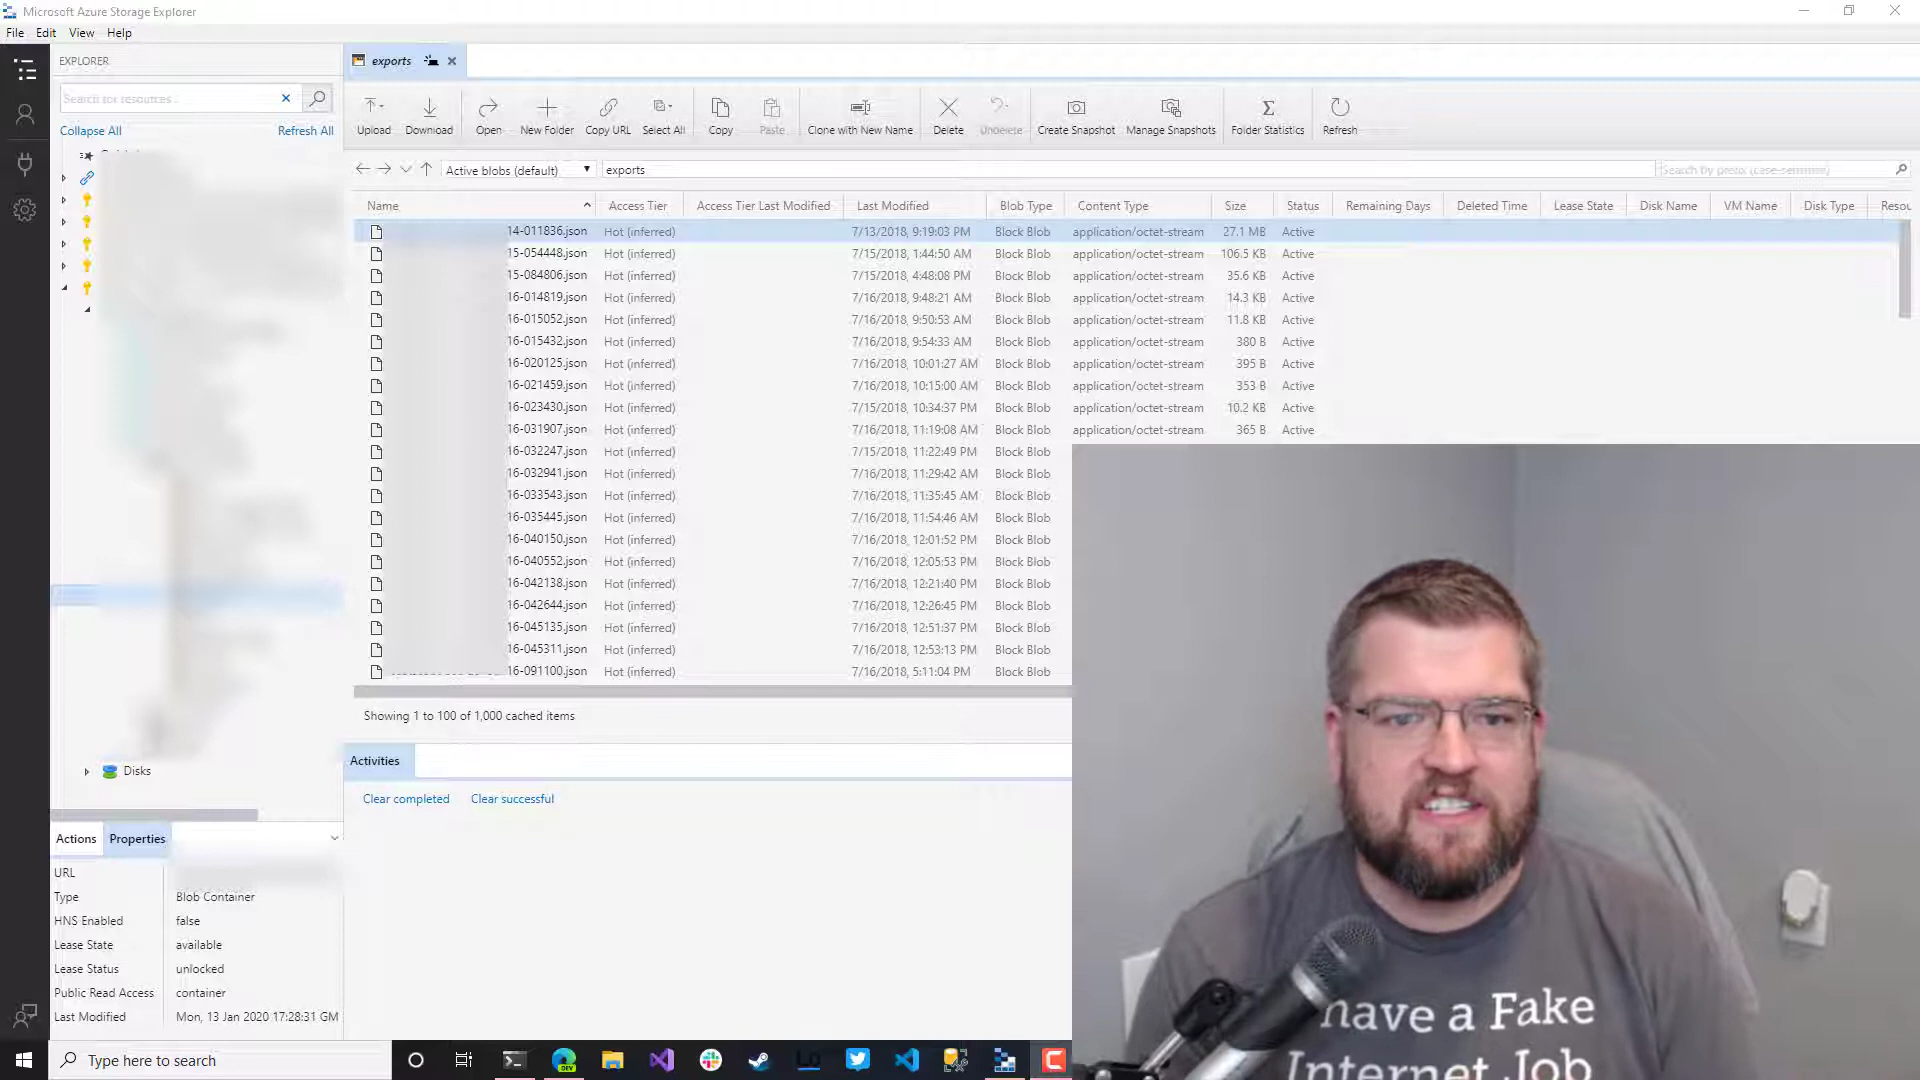 Microsoft Azure Storage Explorer
File Edit View Help
EXPLORER
Search for resources
Collapse All Refresh All
Disks
Actions Properties
URL
Type Blob Container
HNS Enabled false
Lease State available
Lease Status unlocked
Public Read Access container
Last Modified Mon, 13 Jan 2020 17:28:31 GM
exports
Upload Download Open New Folder Copy URL Select All Copy Paste Clone with New Name Delete Undelete Create Snapshot Manage Snapshots Folder Statistics Refresh
Active blobs (default) exports Search by prefix (case-sensitive)
Name Access Tier Access Tier Last Modified Last Modified Blob Type Content Type Size Status Remaining Days Deleted Time Lease State Disk Name VM Name Disk Type Resou
14-011836.json Hot (inferred) 7/13/2018, 9:19:03 PM Block Blob application/octet-stream 27.1 MB Active
15-054448.json Hot (inferred) 7/15/2018, 1:44:50 AM Block Blob application/octet-stream 106.5 KB Active
15-084806.json Hot (inferred) 7/15/2018, 4:48:08 PM Block Blob application/octet-stream 35.6 KB Active
16-014819.json Hot (inferred) 7/16/2018, 9:48:21 AM Block Blob application/octet-stream 14.3 KB Active
16-015052.json Hot (inferred) 7/16/2018, 9:50:53 AM Block Blob application/octet-stream 11.8 KB Active
16-015432.json Hot (inferred) 7/16/2018, 9:54:33 AM Block Blob application/octet-stream 380 B Active
16-020125.json Hot (inferred) 7/16/2018, 10:01:27 AM Block Blob application/octet-stream 395 B Active
16-021459.json Hot (inferred) 7/16/2018, 10:15:00 AM Block Blob application/octet-stream 353 B Active
16-023430.json Hot (inferred) 7/15/2018, 10:34:37 PM Block Blob application/octet-stream 10.2 KB Active
16-031907.json Hot (inferred) 7/16/2018, 11:19:08 AM Block Blob application/octet-stream 365 B Active
16-032247.json Hot (inferred) 7/15/2018, 11:22:49 PM Block Blob
16-032941.json Hot (inferred) 7/16/2018, 11:29:42 AM Block Blob
16-033543.json Hot (inferred) 7/16/2018, 11:35:45 AM Block Blob
16-035445.json Hot (inferred) 7/16/2018, 11:54:46 AM Block Blob
16-040150.json Hot (inferred) 7/16/2018, 12:01:52 PM Block Blob
16-040552.json Hot (inferred) 7/16/2018, 12:05:53 PM Block Blob
16-042138.json Hot (inferred) 7/16/2018, 12:21:40 PM Block Blob
16-042644.json Hot (inferred) 7/16/2018, 12:26:45 PM Block Blob
16-045135.json Hot (inferred) 7/16/2018, 12:51:37 PM Block Blob
16-045311.json Hot (inferred) 7/16/2018, 12:53:13 PM Block Blob
16-091100.json Hot (inferred) 7/16/2018, 5:11:04 PM Block Blob
Showing 1 to 100 of 1,000 cached items
Activities
Clear completed Clear successful
have a Fake
Internet Job
Type here to search
DEV